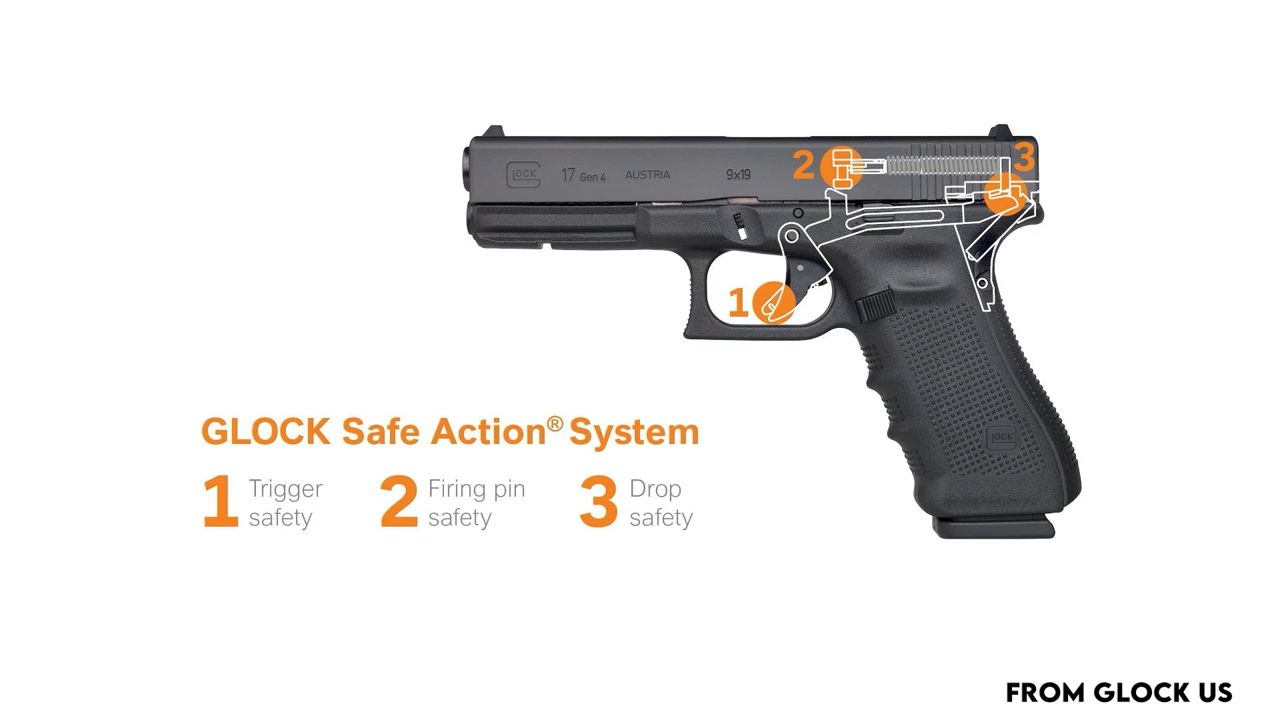 GLOCK
17 Gen 4 AUSTRIA 9x19
2
3
1
GLOCK
GLOCK Safe Action® System
1 Trigger safety
2 Firing pin safety
3 Drop safety
FROM GLOCK US